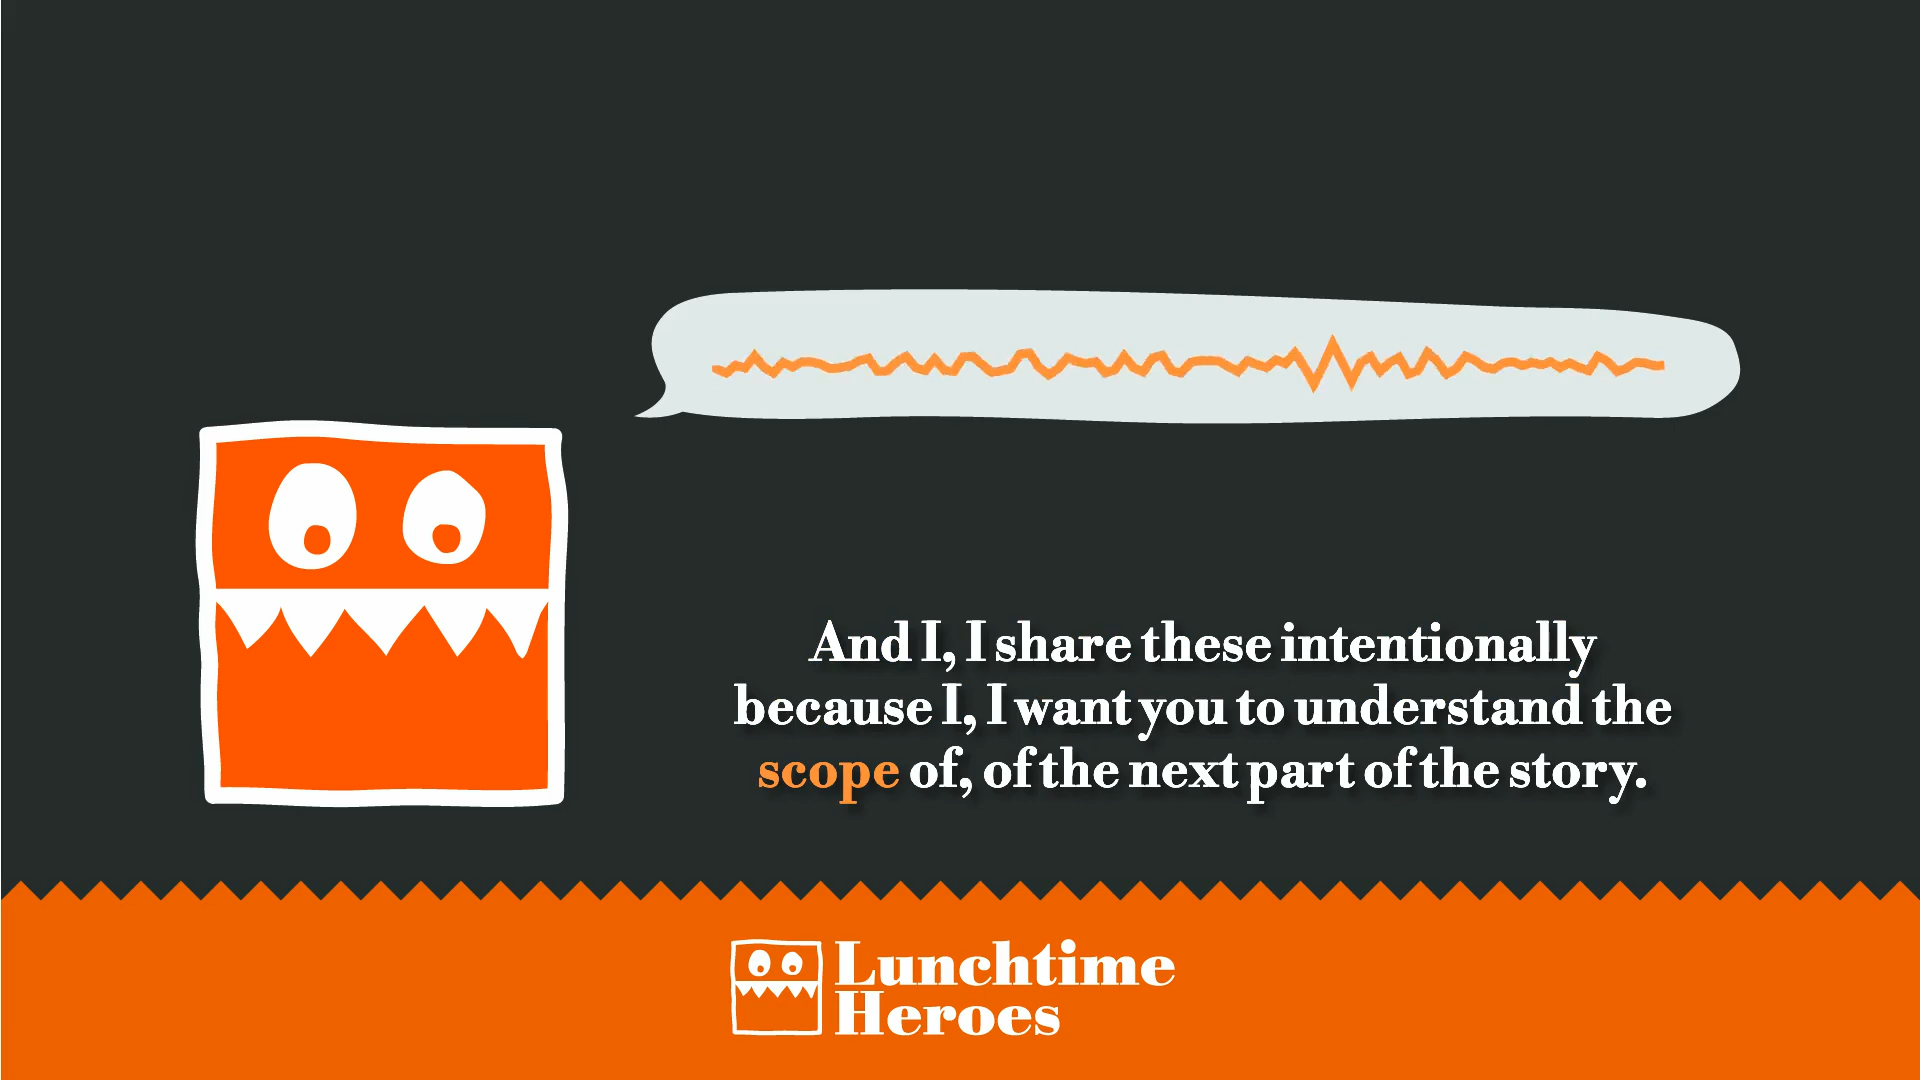 And I, I share these intentionally
because I, I want you to understand the
scope of, of the next part of the story.
Lunchtime
Heroes